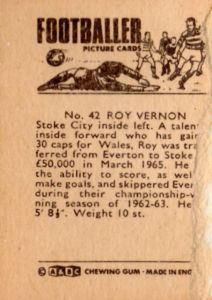 FOOTBALLER
PICTURE CARDS
No. 42 ROY VERNON
Stoke City inside left. A talen
inside forward who has gai
30 caps for Wales, Roy was tra
ferred from Everton to Stoke
£50,000 in March 1965. He
the ability to score, as wel
make goals, and skippered Ever
during their championship-v
ning season of 1962-63. He
5' 8½". Weight 10 st.
© A&BC CHEWING GUM · MADE IN ENG